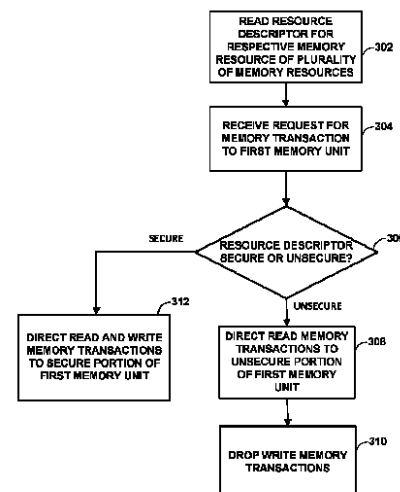 READ RESOURCE
DESCRIPTOR FOR
RESPECTIVE MEMORY
RESOURCE OF PLURALITY
OF MEMORY RESOURCES
302
RECEIVE REQUEST FOR
MEMORY TRANSACTION
TO FIRST MEMORY UNIT
304
SECURE
RESOURCE DESCRIPTOR
SECURE OR UNSECURE?
UNSECURE
312
DIRECT READ AND WRITE
MEMORY TRANSACTIONS
TO SECURE PORTION OF
FIRST MEMORY UNIT
DIRECT READ MEMORY
TRANSACTIONS TO
UNSECURE PORTION
OF FIRST MEMORY
UNIT
308
DROP WRITE MEMORY
TRANSACTIONS
310